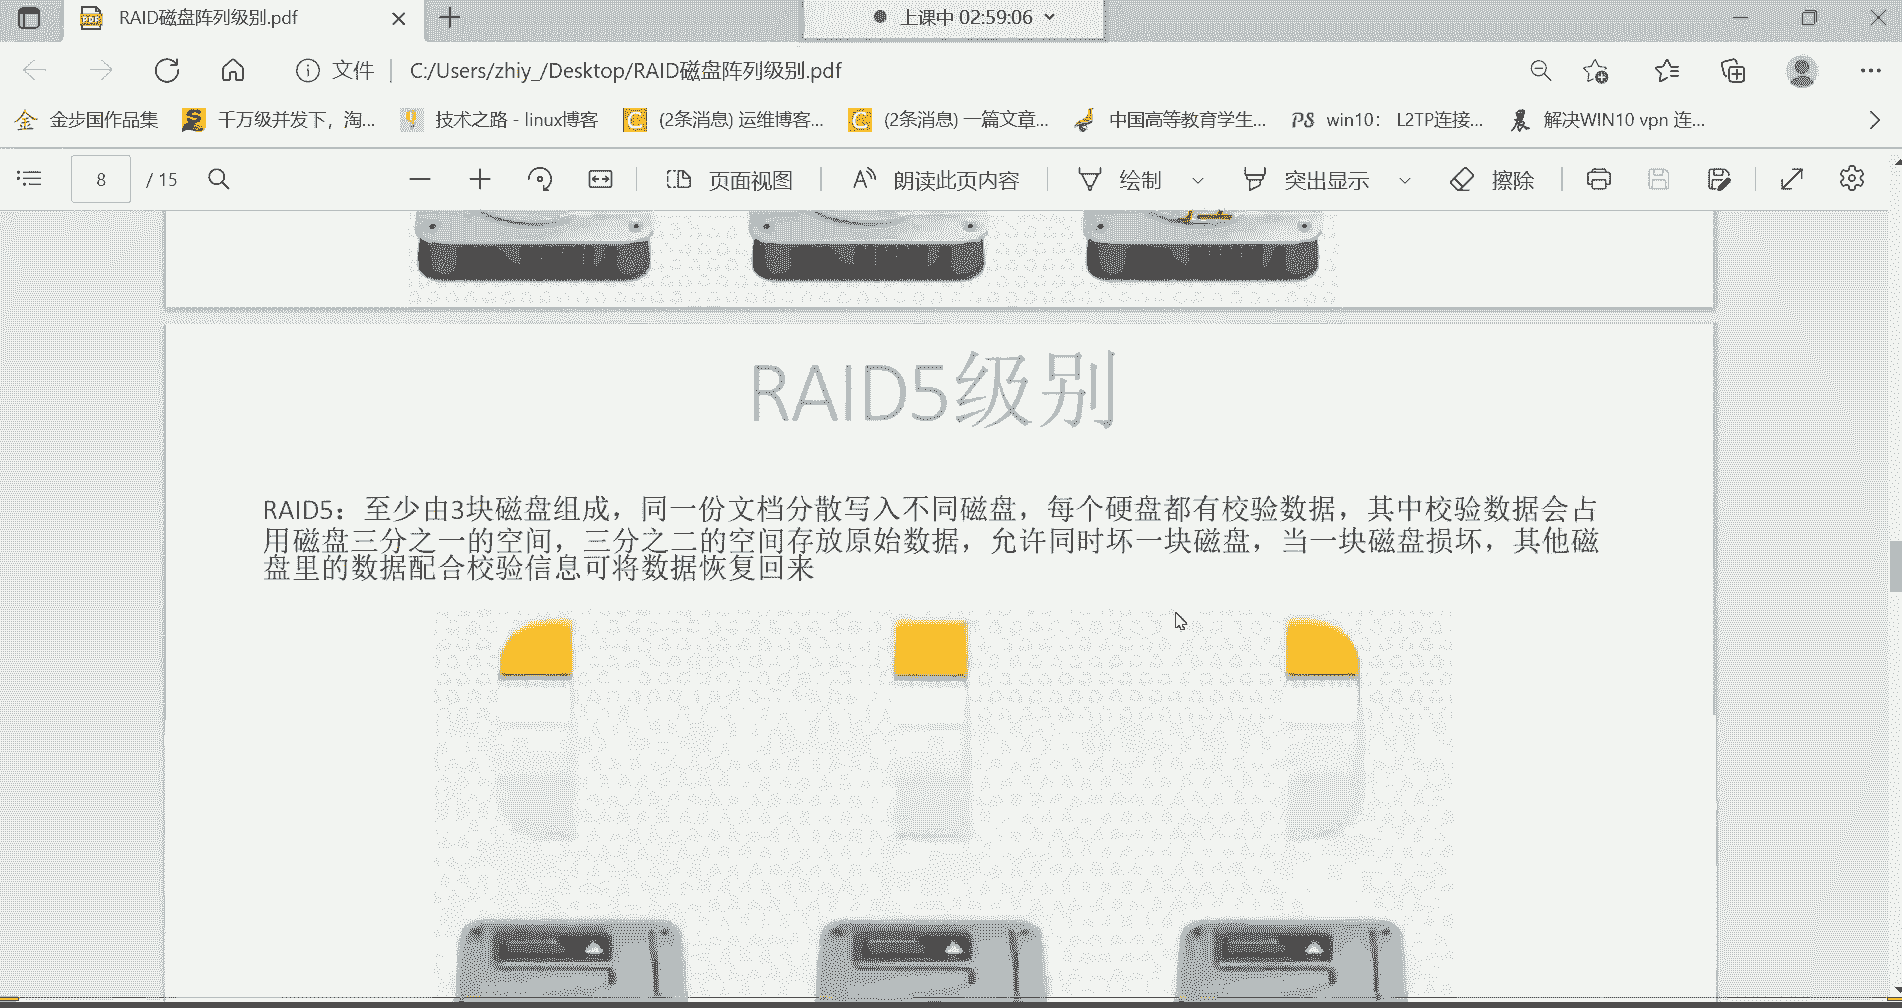 RAID磁盘阵列级别.pdf
上课中 02:59:06
文件 C:/Users/zhiy_/Desktop/RAID磁盘阵列级别.pdf
金步国作品集 千万级并发下，淘... 技术之路 - linux博客 (2条消息) 运维博客... (2条消息) 一篇文章... 中国高等教育学生... win10： L2TP连接... 解决WIN10 vpn 连...
8 / 15 页面视图 朗读此页内容 绘制 突出显示 擦除
RAID5级别
RAID5：至少由3块磁盘组成，同一份文档分散写入不同磁盘，每个硬盘都有校验数据，其中校验数据会占
用磁盘三分之一的空间，三分之二的空间存放原始数据，允许同时坏一块磁盘，当一块磁盘损坏，其他磁
盘里的数据配合校验信息可将数据恢复回来